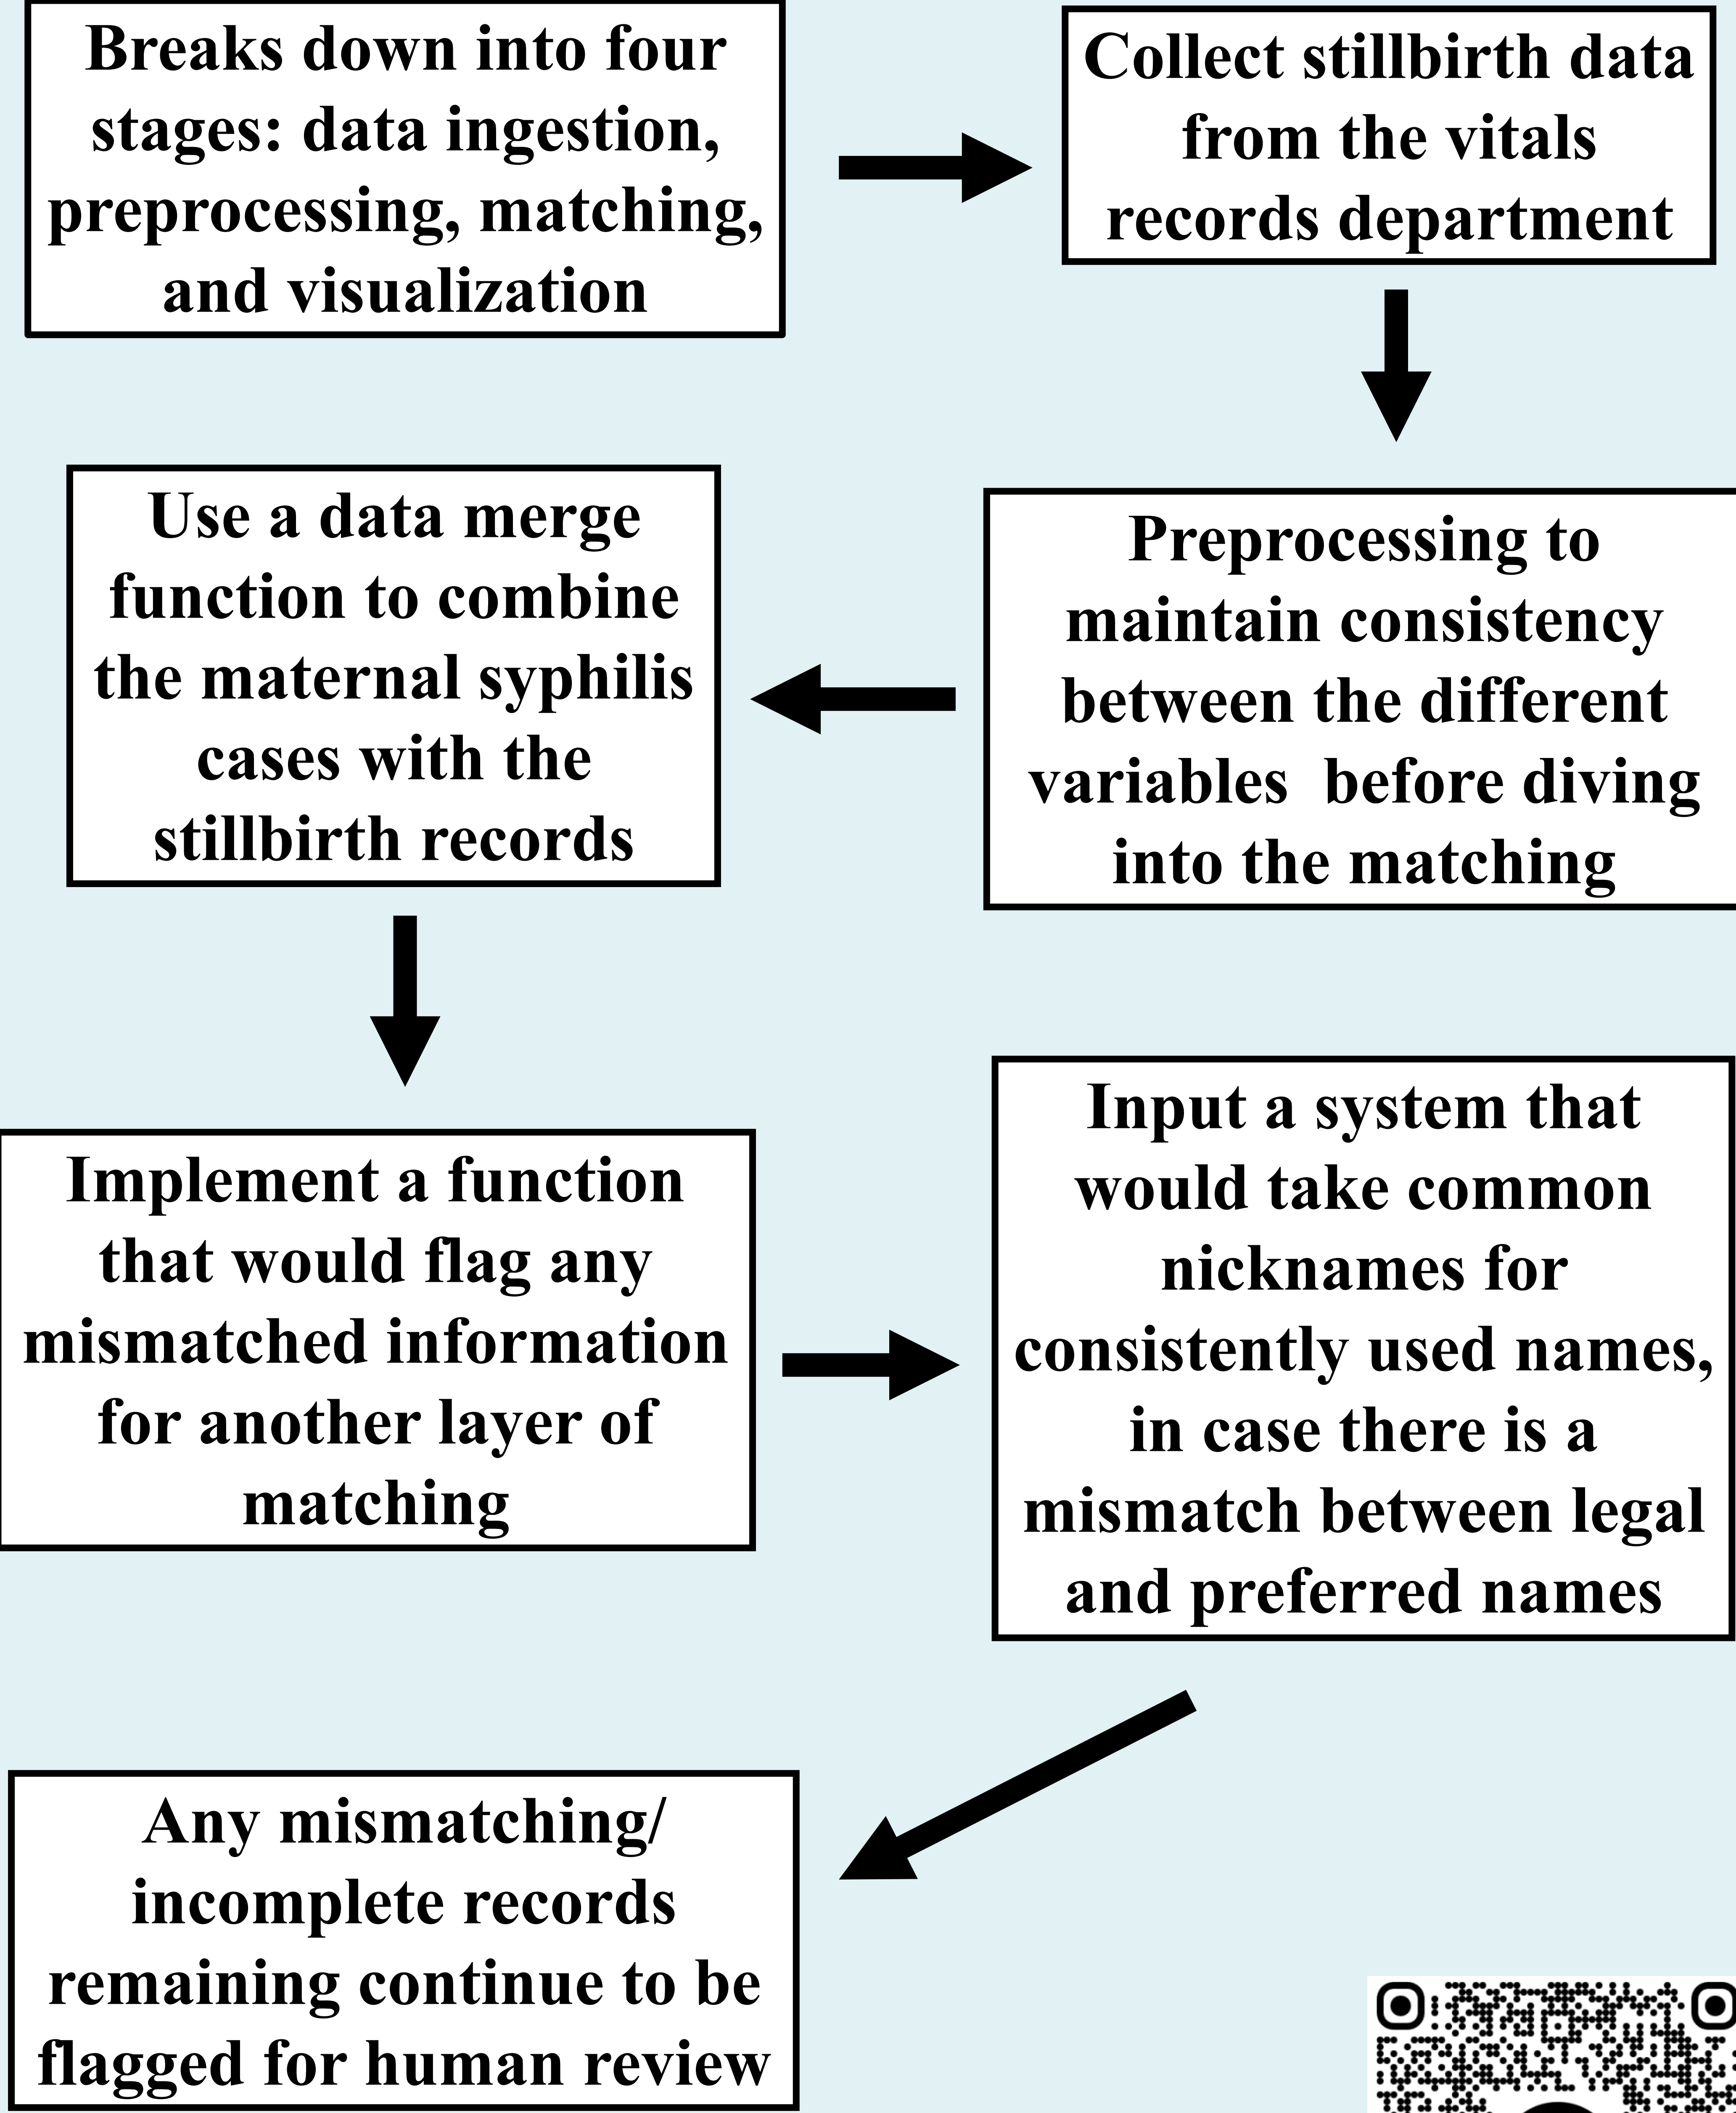 Breaks down into four
stages: data ingestion,
preprocessing, matching,
and visualization
Collect stillbirth data
from the vitals
records department
Preprocessing to
maintain consistency
between the different
variables  before diving
into the matching
Use a data merge
function to combine
the maternal syphilis
cases with the
stillbirth records
Implement a function
that would flag any
mismatched information
for another layer of
matching
Input a system that
would take common
nicknames for
consistently used names,
in case there is a
mismatch between legal
and preferred names
Any mismatching/
incomplete records
remaining continue to be
flagged for human review